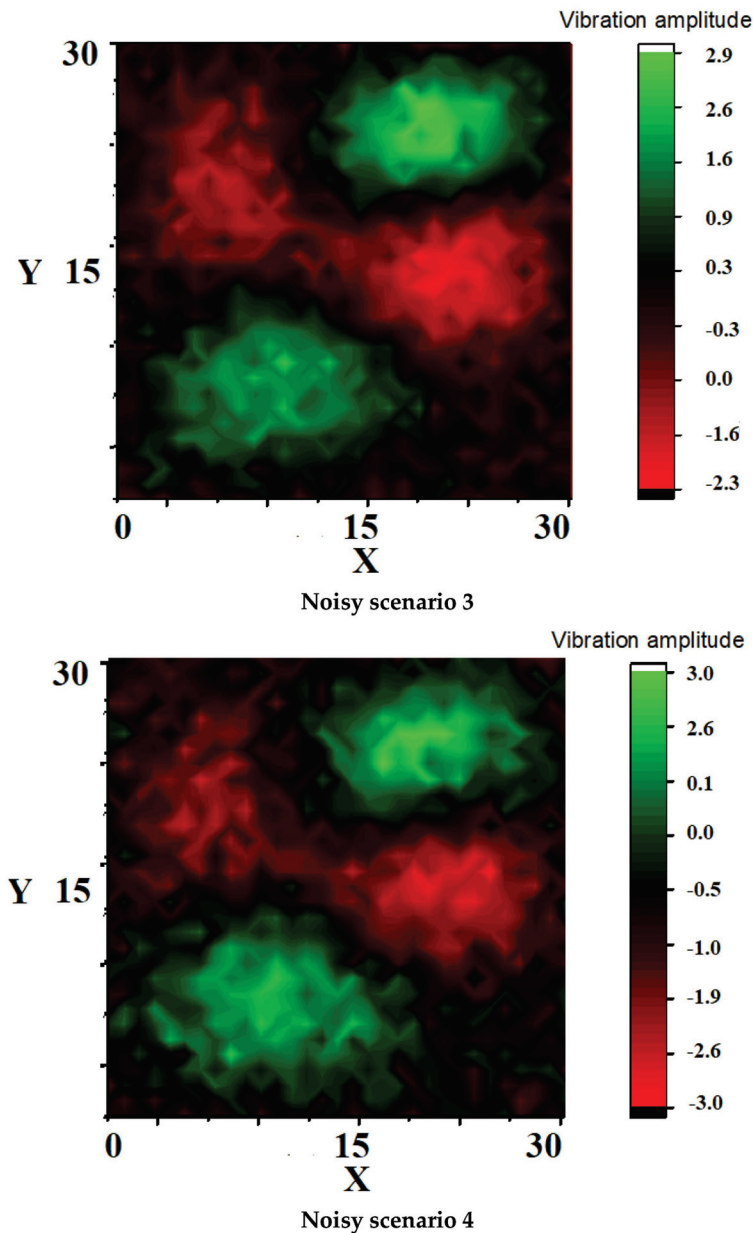 Vibration amplitude
30
2.9
2.6
1.6
0.9
Y 15
0.3
-0.3
0.0
-1.6
-2.3
0 15 30
X
Noisy scenario 3
Vibration amplitude
30
3.0
2.6
0.1
0.0
Y 15
-0.5
-1.0
-1.9
-2.6
-3.0
0 15 30
X
Noisy scenario 4